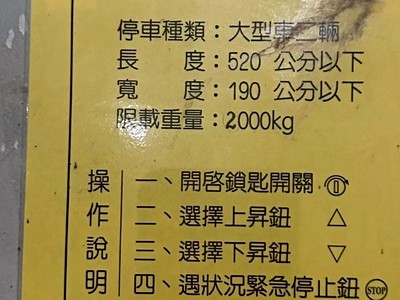 停車種類：大型車二輛
長度：520 公分以下
寬度：190 公分以下
限載重量：2000kg
操作說明
一、開啓鎖匙開關
二、選擇上昇鈕 △
三、選擇下昇鈕 ▽
四、遇狀況緊急停止鈕 STOP